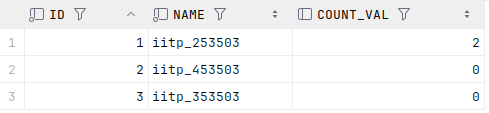 ID NAME COUNT_VAL
1 1 iitp_253503 2
2 2 iitp_453503 0
3 3 iitp_353503 0